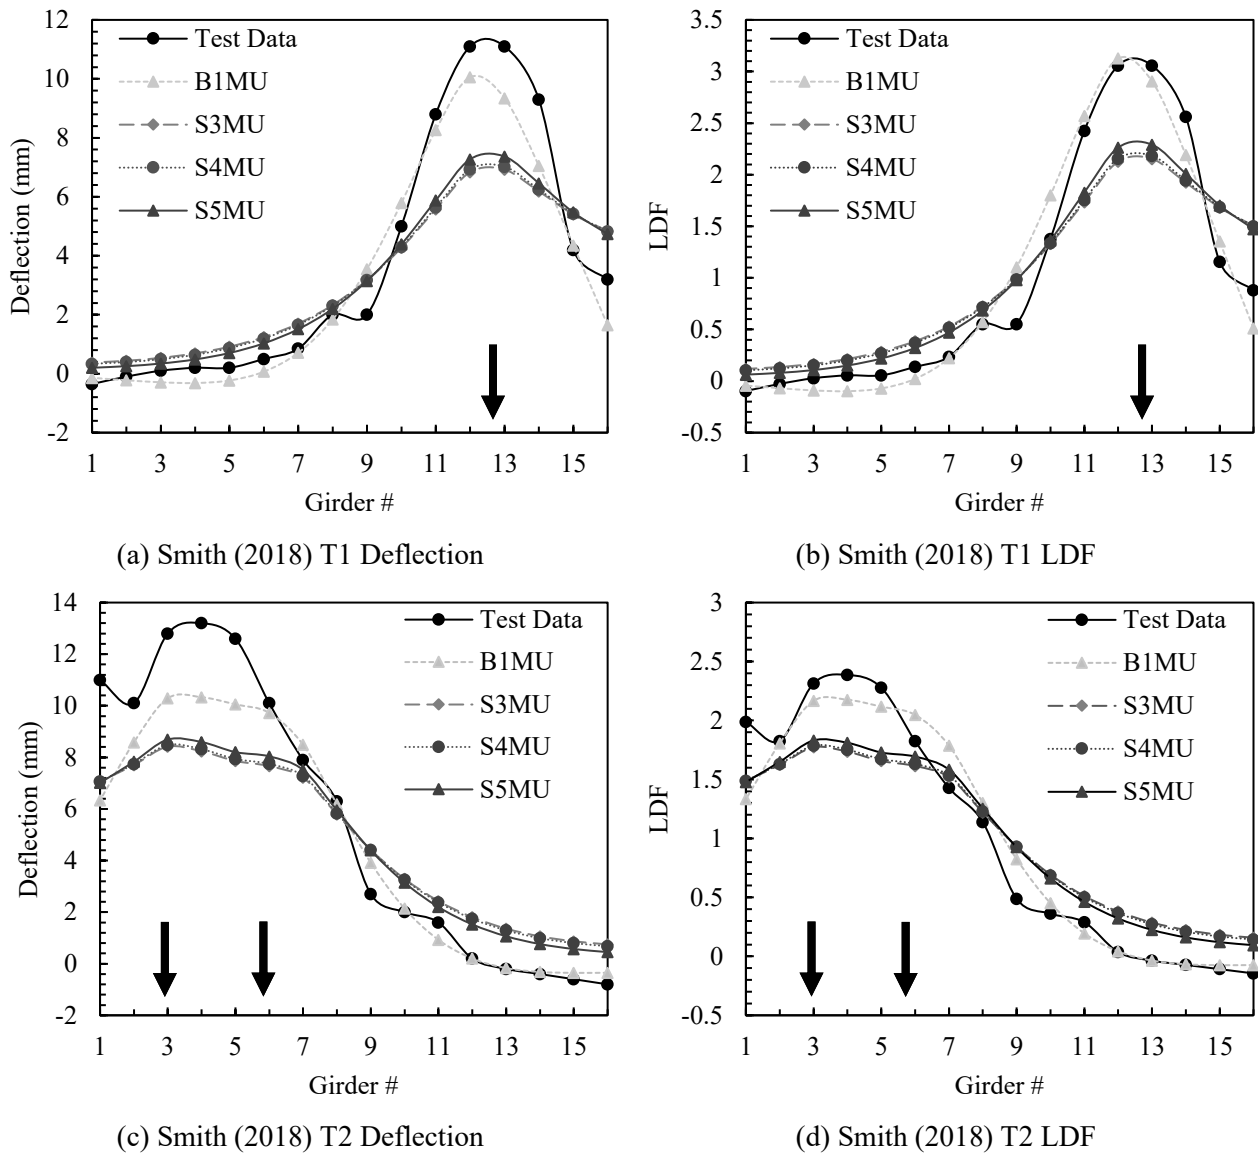 Deflection (mm)
12
10
8
6
4
2
0
-2
1 3 5 7 9 11 13 15
Girder #
Test Data
B1MU
S3MU
S4MU
S5MU
(a) Smith (2018) T1 Deflection
LDF
3.5
3
2.5
2
1.5
1
0.5
0
-0.5
1 3 5 7 9 11 13 15
Girder #
Test Data
B1MU
S3MU
S4MU
S5MU
(b) Smith (2018) T1 LDF
Deflection (mm)
14
12
10
8
6
4
2
0
-2
1 3 5 7 9 11 13 15
Girder #
Test Data
B1MU
S3MU
S4MU
S5MU
(c) Smith (2018) T2 Deflection
LDF
3
2.5
2
1.5
1
0.5
0
-0.5
1 3 5 7 9 11 13 15
Girder #
Test Data
B1MU
S3MU
S4MU
S5MU
(d) Smith (2018) T2 LDF